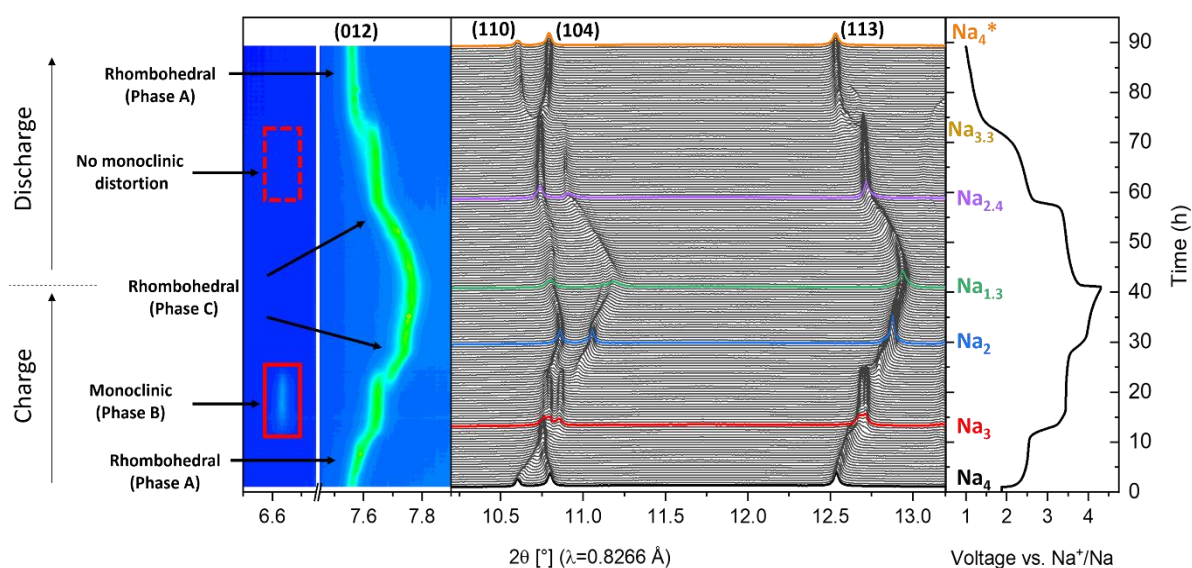 (012)
(110)
(104)
(113)
Na4*
90
Rhombohedral
(Phase A)
80
Discharge
Na3.3
70
No monoclinic
distortion
60
Na2.4
50
Rhombohedral
(Phase C)
Na1.3
40
Time (h)
Na2
30
Charge
Monoclinic
(Phase B)
20
Na3
10
Rhombohedral
(Phase A)
Na4
0
6.6
7.6
7.8
10.5
11.0
11.5
12.0
12.5
13.0
1
2
3
4
2θ [°] (λ=0.8266 Å)
Voltage vs. Na⁺/Na